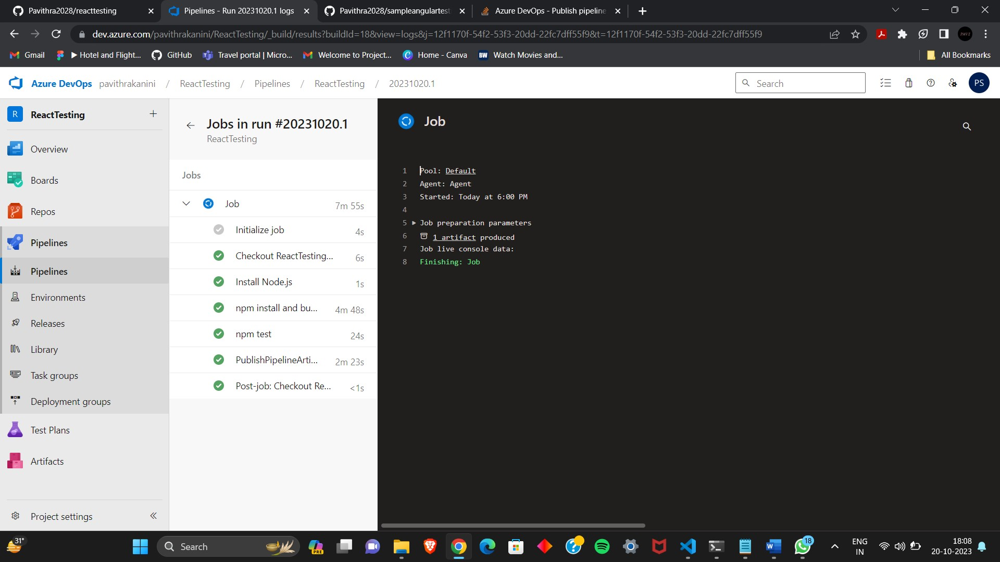 Pavithra2028/reacttesting
Pipelines - Run 20231020.1 logs
Pavithra2028/sampleangulartest
Azure DevOps - Publish pipeline
dev.azure.com/pavithrakanini/ReactTesting/_build/results?buildId=18&view=logs&j=12f1170f-54f2-53f3-20dd-22fc7dff55f9&t=12f1170f-54f2-53f3-20dd-22fc7dff55f9
PAVI
Gmail
▶ Hotel and Flight...
GitHub
Travel portal | Micro...
Welcome to Project...
Home - Canva
BW Watch Movies and...
All Bookmarks
Azure DevOps pavithrakanini / ReactTesting / Pipelines / ReactTesting / 20231020.1
Search
PS
R ReactTesting
Overview
Boards
Repos
Pipelines
Pipelines
Environments
Releases
Library
Task groups
Deployment groups
Test Plans
Artifacts
Project settings
Jobs in run #20231020.1
ReactTesting
Jobs
Job 7m 55s
Initialize job 4s
Checkout ReactTesting... 6s
Install Node.js 1s
npm install and bu... 4m 48s
npm test 24s
PublishPipelineArti... 2m 23s
Post-job: Checkout Re... <1s
Job
1 Pool: Default
2 Agent: Agent
3 Started: Today at 6:00 PM
4
5 Job preparation parameters
6 1 artifact produced
7 Job live console data:
8 Finishing: Job
31°
Search
PRE
18
ENG
IN
18:08
20-10-2023